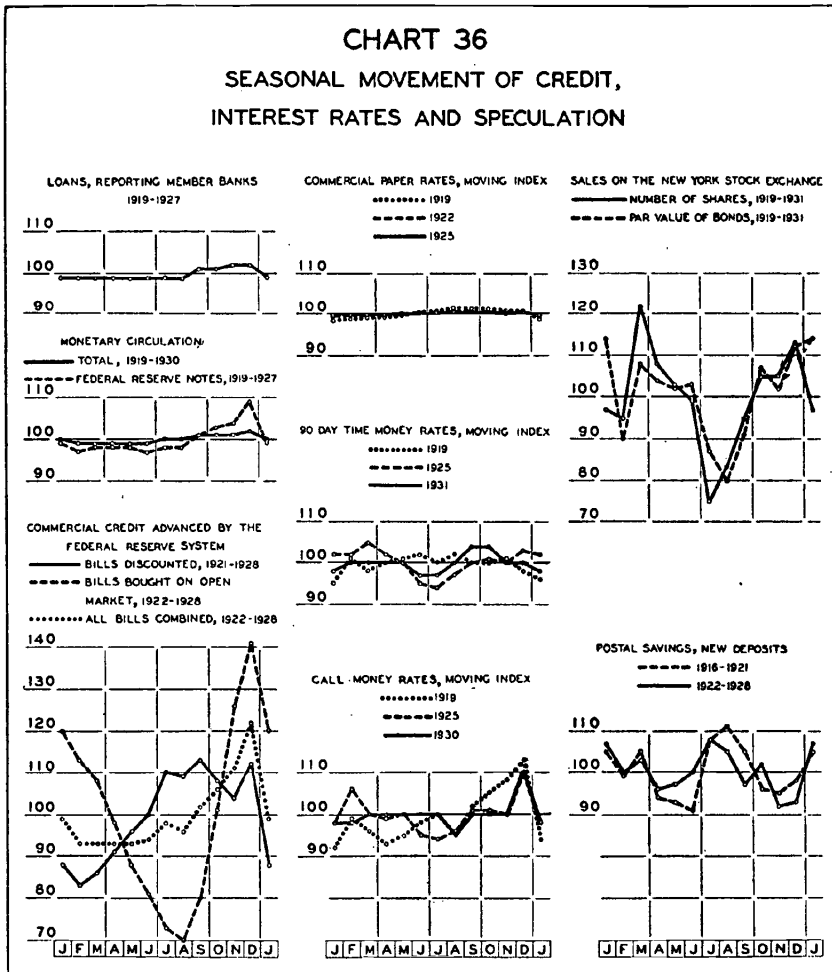 CHART 36
SEASONAL MOVEMENT OF CREDIT,
INTEREST RATES AND SPECULATION
LOANS, REPORTING MEMBER BANKS
1919-1927
110
100
90
MONETARY CIRCULATION
TOTAL, 1919-1930
FEDERAL RESERVE NOTES, 1919-1927
110
100
90
COMMERCIAL CREDIT ADVANCED BY THE
FEDERAL RESERVE SYSTEM
BILLS DISCOUNTED, 1921-1928
BILLS BOUGHT ON OPEN
MARKET, 1922-1928
ALL BILLS COMBINED, 1922-1928
140
130
120
110
100
90
80
70
J F M A M J J A S O N D J
COMMERCIAL PAPER RATES, MOVING INDEX
1919
1922
1925
110
100
90
90 DAY TIME MONEY RATES, MOVING INDEX
1919
1925
1931
110
100
90
CALL MONEY RATES, MOVING INDEX
1919
1925
1930
110
100
90
J F M A M J J A S O N D J
SALES ON THE NEW YORK STOCK EXCHANGE
NUMBER OF SHARES, 1919-1931
PAR VALUE OF BONDS, 1919-1931
130
120
110
100
90
80
70
POSTAL SAVINGS, NEW DEPOSITS
1916-1921
1922-1928
110
100
90
J F M A M J J A S O N D J